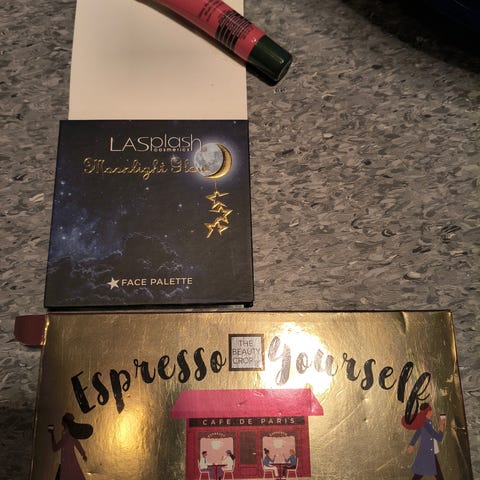 LASplash
cosmetics
Moonlight Glow
FACE PALETTE
Espresso Yourself
THE
BEAUTY
CROP
CAFE DE PARIS